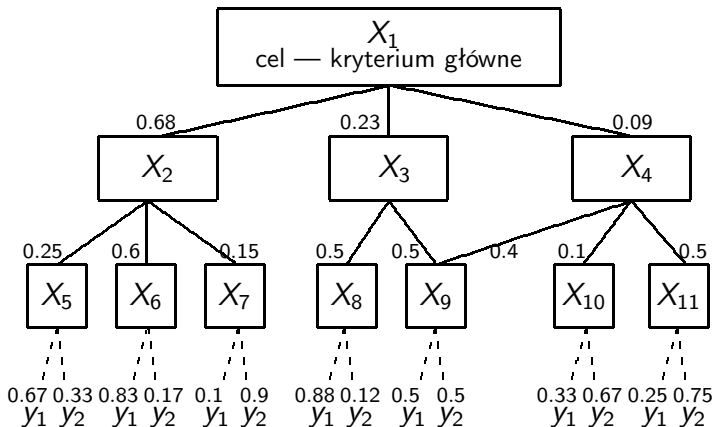 X₁
cel — kryterium główne
0.68 0.23 0.09
X₂ X₃ X₄
0.25 0.6 0.15 0.5 0.5 0.4 0.1 0.5
X₅ X₆ X₇ X₈ X₉ X₁₀ X₁₁
0.67 0.33 0.83 0.17 0.1 0.9 0.88 0.12 0.5 0.5 0.33 0.67 0.25 0.75
y₁ y₂ y₁ y₂ y₁ y₂ y₁ y₂ y₁ y₂ y₁ y₂ y₁ y₂